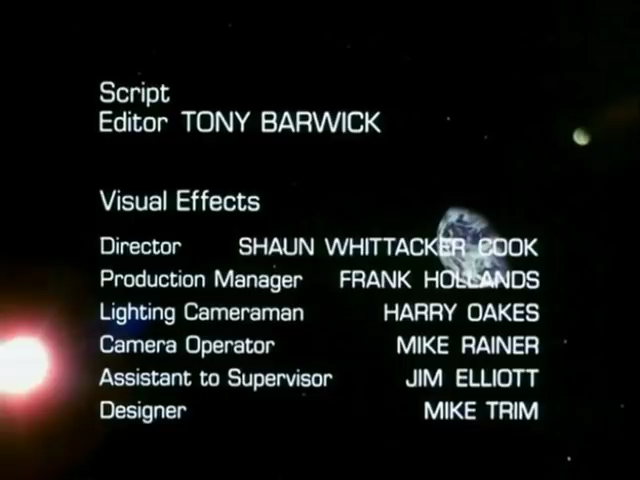 Script
Editor TONY BARWICK
Visual Effects
Director SHAUN WHITTACKER COOK
Production Manager FRANK HOLLANDS
Lighting Cameraman HARRY OAKES
Camera Operator MIKE RAINER
Assistant to Supervisor JIM ELLIOTT
Designer MIKE TRIM